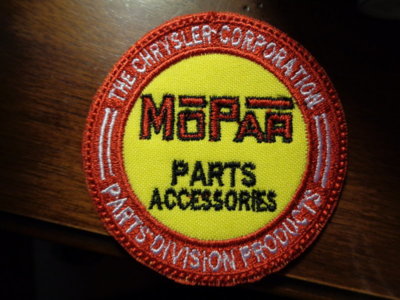 THE CHRYSLER CORPORATION
MOPAR
PARTS
ACCESSORIES
PARTS DIVISION PRODUCTS